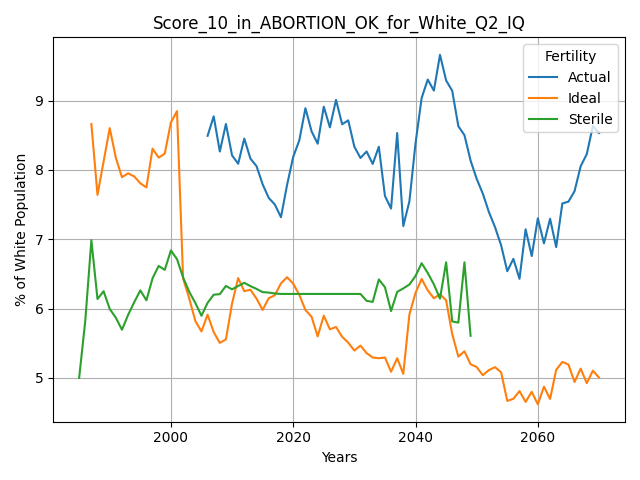 Score_10_in_ABORTION_OK_for_White_Q2_IQ
Fertility
Actual
Ideal
Sterile
% of White Population
9
8
7
6
5
2000 2020 2040 2060
Years